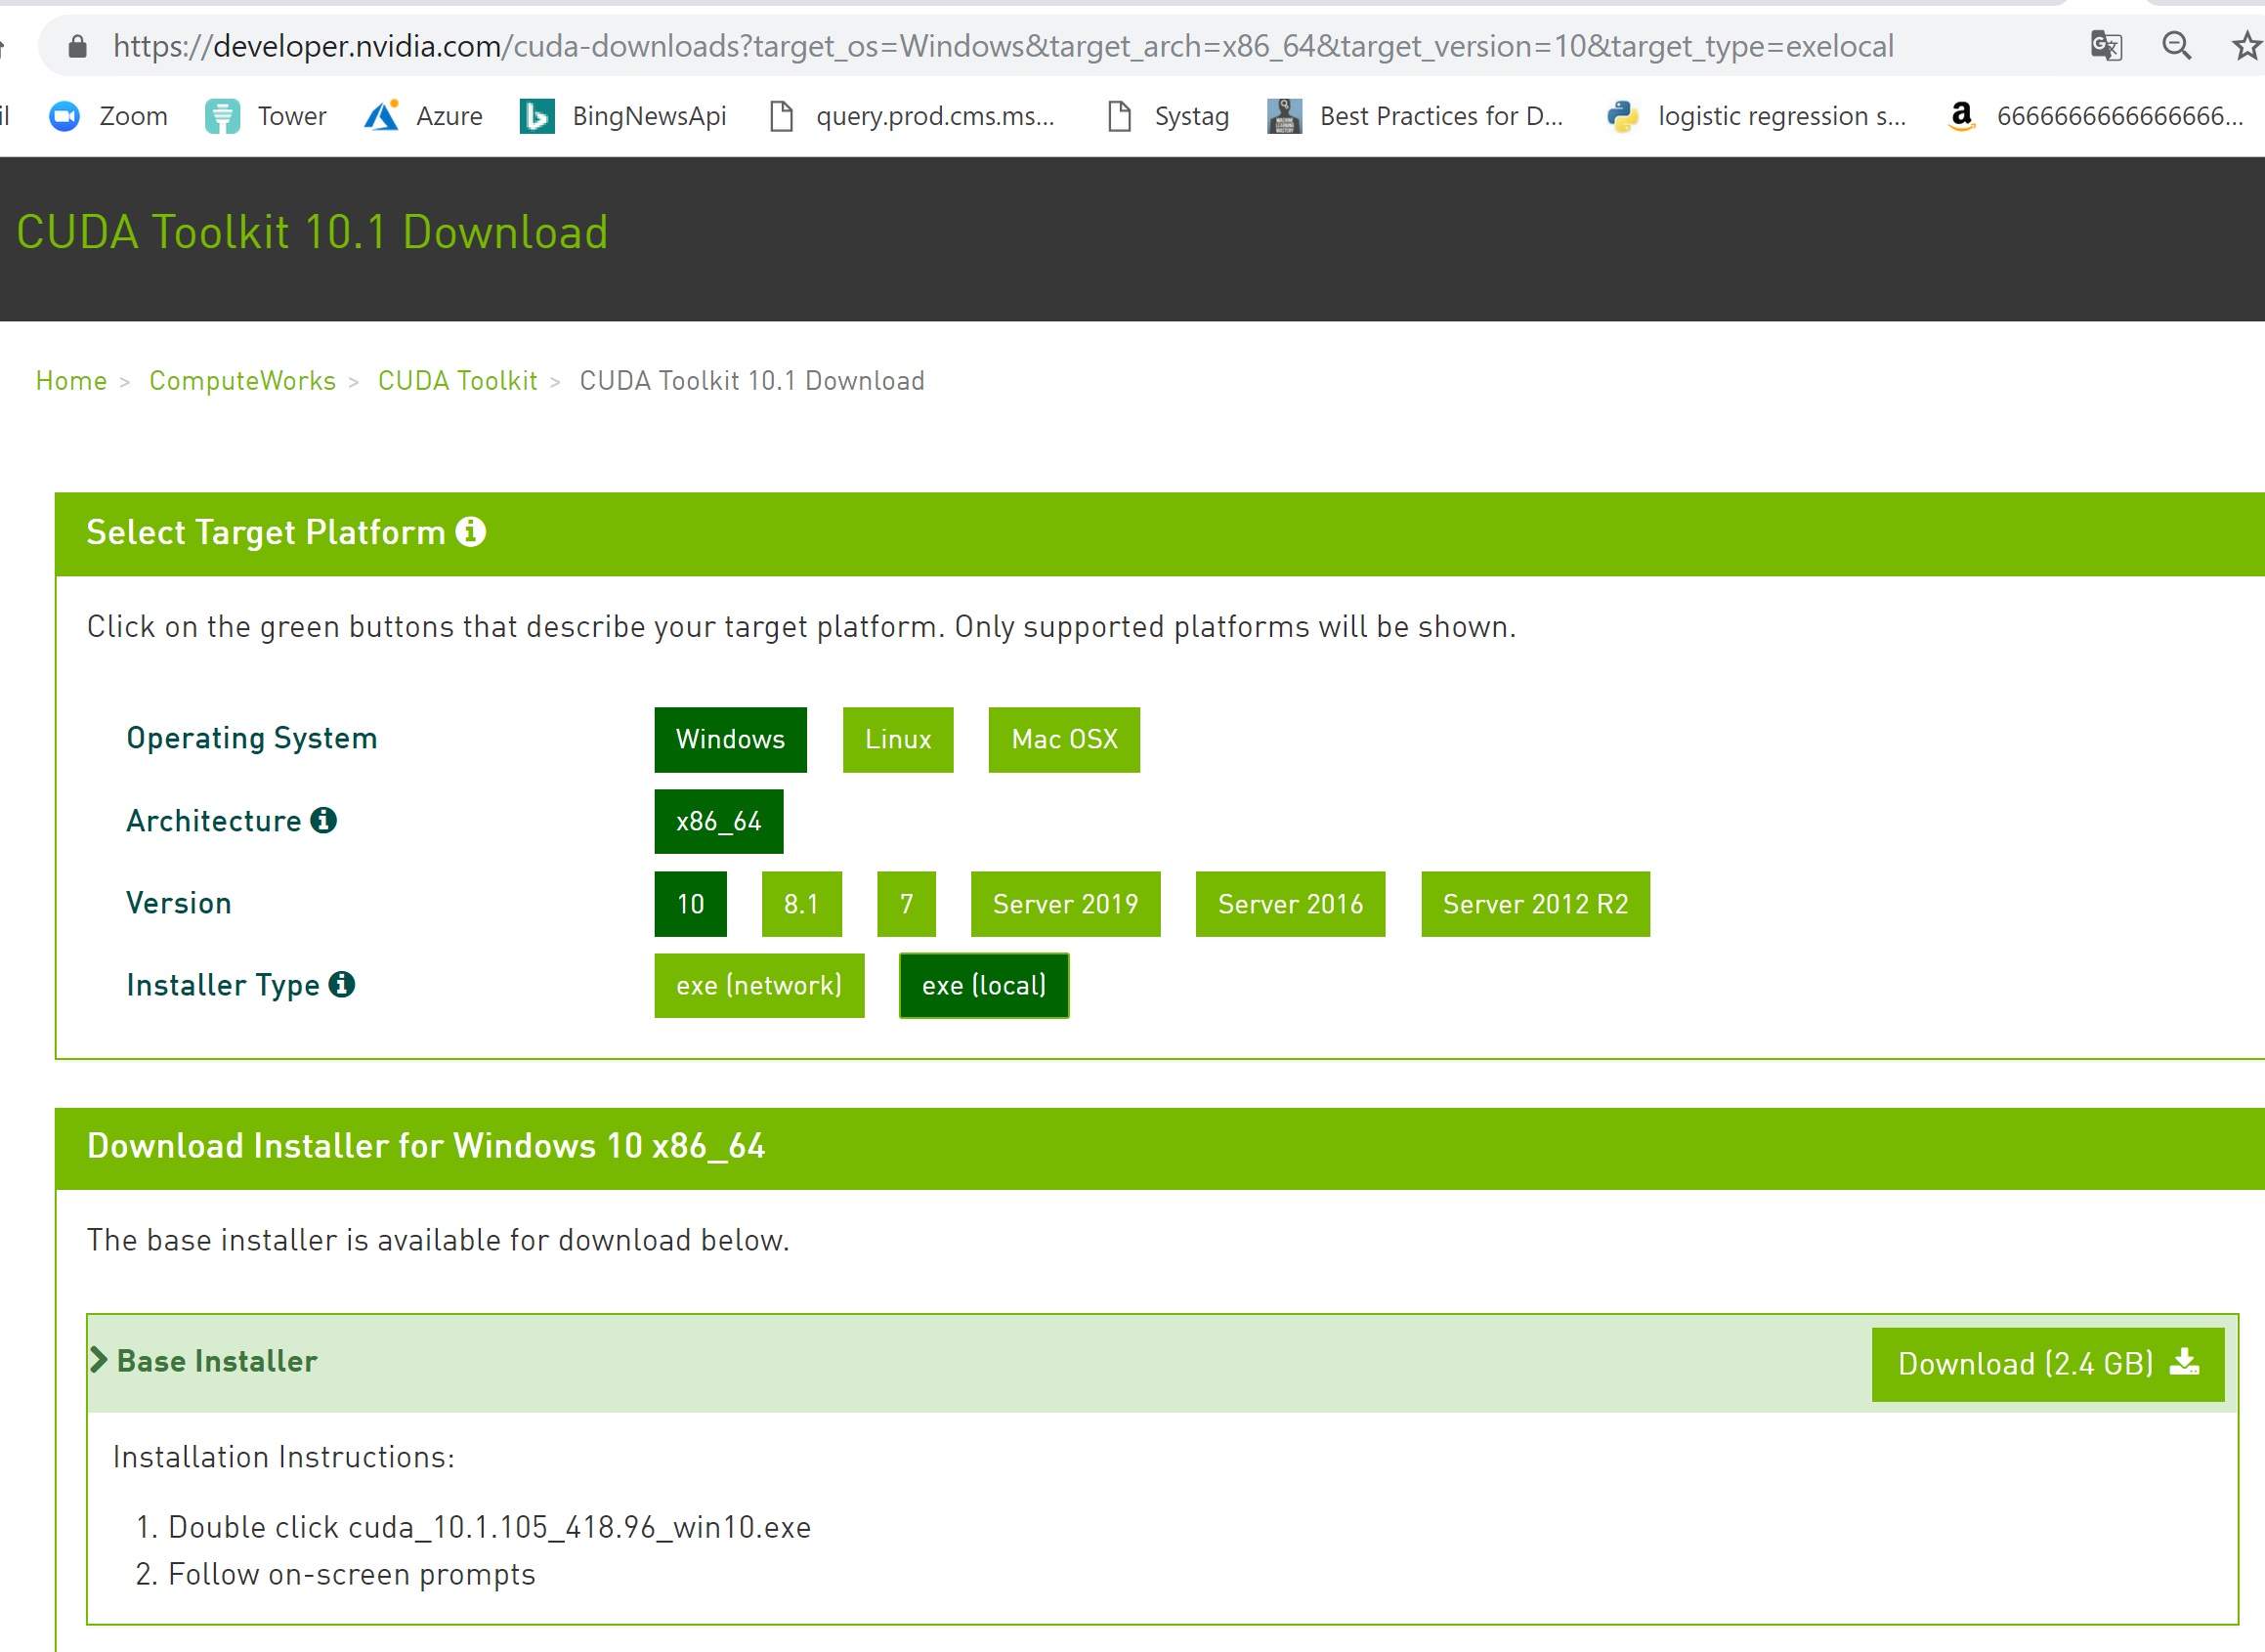 https://developer.nvidia.com/cuda-downloads?target_os=Windows&target_arch=x86_64&target_version=10&target_type=exelocal
Zoom Tower Azure BingNewsApi query.prod.cms.ms... Systag Best Practices for D... logistic regression s... 6666666666666666...
CUDA Toolkit 10.1 Download
Home > ComputeWorks > CUDA Toolkit > CUDA Toolkit 10.1 Download
Select Target Platform
Click on the green buttons that describe your target platform. Only supported platforms will be shown.
Operating System Windows Linux Mac OSX
Architecture x86_64
Version 10 8.1 7 Server 2019 Server 2016 Server 2012 R2
Installer Type exe (network) exe (local)
Download Installer for Windows 10 x86_64
The base installer is available for download below.
Base Installer Download (2.4 GB)
Installation Instructions:
1. Double click cuda_10.1.105_418.96_win10.exe
2. Follow on-screen prompts